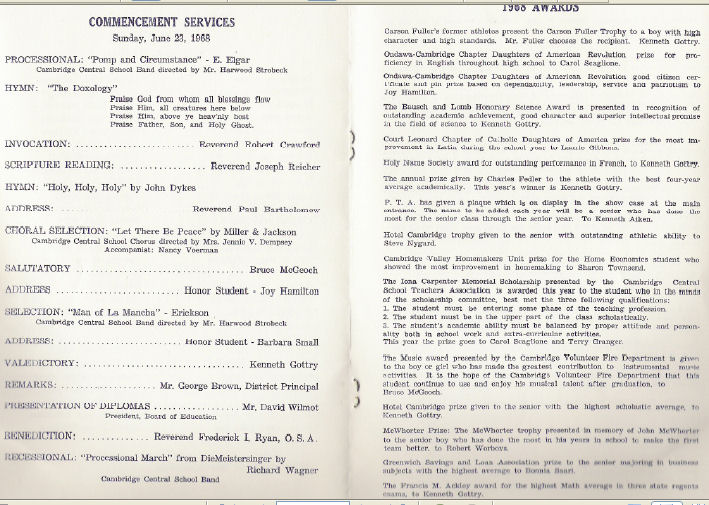 COMMENCEMENT SERVICES
Sunday, June 23, 1968
PROCESSIONAL: "Pomp and Circumstance" - E. Elgar
Cambridge Central School Band directed by Mr. Harwood Strobeck
HYMN: "The Doxology"
Praise God from whom all blessings flow
Praise Him, all creatures here below
Praise Him, above ye heav'nly host
Praise Father, Son, and Holy Ghost.
INVOCATION: ........................ Reverend Robert Crawford
SCRIPTURE READING: ................. Reverend Joseph Reicher
HYMN: "Holy, Holy, Holy" by John Dykes
ADDRESS: ........................ Reverend Paul Bartholomew
CHORAL SELECTION: "Let There Be Peace" by Miller & Jackson
Cambridge Central School Chorus directed by Mrs. Jennie V. Dempsey
Accompanist: Nancy Voorman
SALUTATORY .................................. Bruce McGeoch
ADDRESS ........................ Honor Student - Joy Hamilton
SELECTION: "Man of La Mancha" - Erickson
Cambridge Central School Band directed by Mr. Harwood Strobeck
ADDRESS: ........................ Honor Student - Barbara Small
VALEDICTORY: ................................ Kenneth Gottry
REMARKS: .................. Mr. George Brown, District Principal
PRESENTATION OF DIPLOMAS ................ Mr. David Wilmot
President, Board of Education
BENEDICTION: .............. Reverend Frederick I. Ryan, O.S.A.
RECESSIONAL: "Processional March" from DieMeistersinger by
Richard Wagner
Cambridge Central School Band
1968 AWARDS
Carson Fuller's former athletes present the Carson Fuller Trophy to a boy with high
character and high standards. Mr. Fuller chooses the recipient. Kenneth Gottry.
Ondawa-Cambridge Chapter Daughters of American Revolution prize for pro-
ficiency in English throughout high school to Carol Scaglione.
Ondawa-Cambridge Chapter Daughters of American Revolution good citizen cer-
tificate and pin prize based on dependability, leadership, service and patriotism to
Joy Hamilton.
The Bausch and Lomb Honorary Science Award is presented in recognition of
outstanding academic achievement, good character and superior intellectual promise
in the field of science to Kenneth Gottry.
Court Leonard Chapter of Catholic Daughters of America prize for the most im-
provement in Latin during the school year to Laurie Gibbons.
Holy Name Society award for outstanding performance in French, to Kenneth Gottry.
The annual prize given by Charles Fedler to the athlete with the best four-year
average academically. This year's winner is Kenneth Gottry.
P. T. A. has given a plaque which is on display in the show case at the main
entrance. The name to be added each year will be a senior who has done the
most for the senior class through the senior year. To Kenneth Aiken.
Hotel Cambridge trophy given to the senior with outstanding athletic ability to
Steve Nygard.
Cambridge Valley Homemakers Unit prize for the Home Economics student who
showed the most improvement in homemaking to Sharon Townsend.
The Iona Carpenter Memorial Scholarship presented by the Cambridge Central
School Teachers Association is awarded this year to the student who in the minds
of the scholarship committee, best met the three following qualifications:
1. The student must be entering some phase of the teaching profession.
2. The student must be in the upper part of the class scholastically.
3. The student's academic ability must be balanced by proper attitude and person-
ality both in school work and extra-curricular activities.
This year the prize goes to Carol Scaglione and Terry Granger.
The Music award presented by the Cambridge Volunteer Fire Department is given
to the boy or girl who has made the greatest contribution to instrumental music
activities. It is the hope of the Cambridge Volunteer Fire Department that this
student continue to use and enjoy his musical talent after graduation, to
Bruce McGeoch.
Hotel Cambridge prize given to the senior with the highest scholastic average, to
Kenneth Gottry.
McWhorter Prize: The McWhorter trophy presented in memory of John McWhorter
to the senior boy who has done the most in his years in school to make the first
team better. to Robert Worboys.
Greenwich Savings and Loan Association prize to the senior majoring in business
subjects with the highest average to Bonnie Saari.
The Francis M. Ackley award for the highest Math average in three state regents
exams, to Kenneth Gottry.